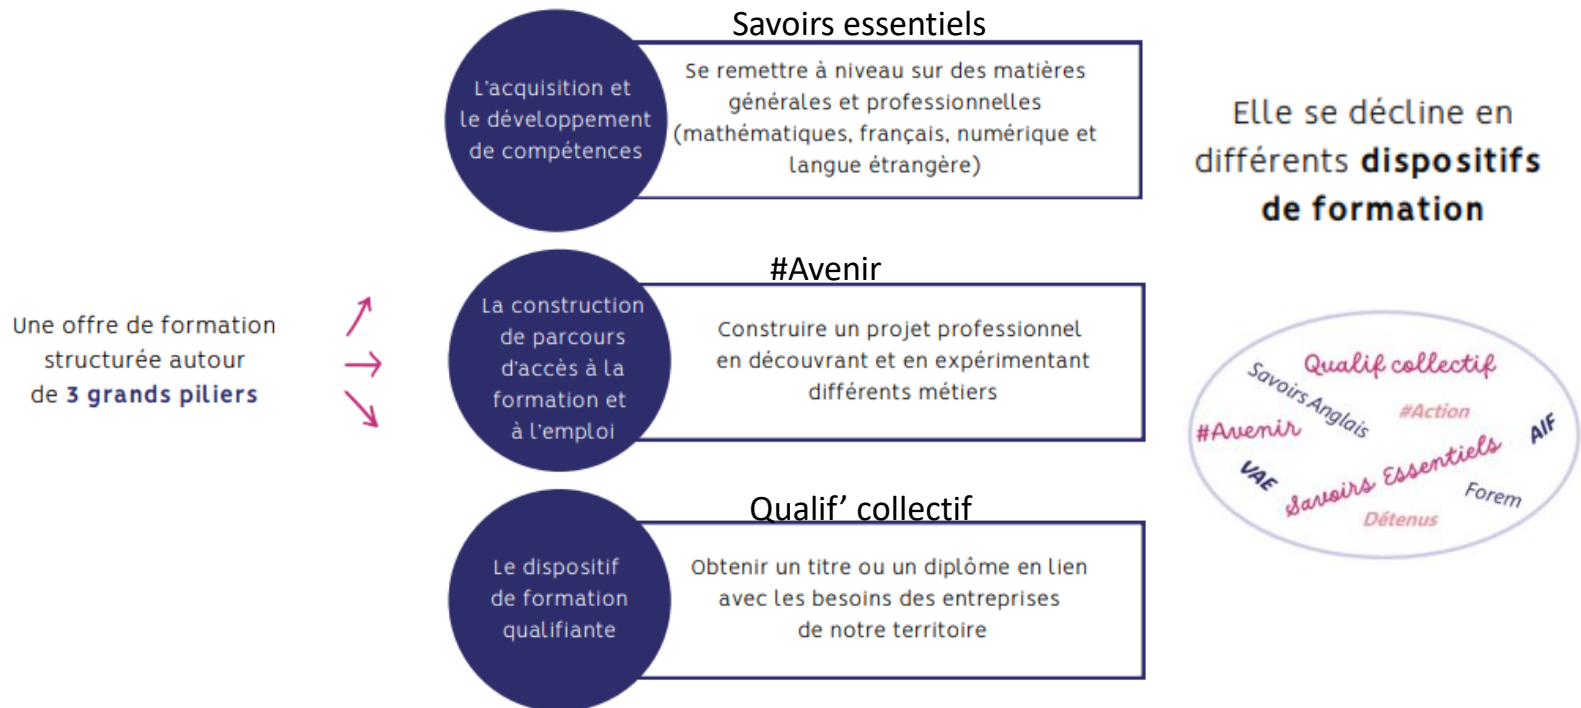 Une offre de formation
structurée autour
de 3 grands piliers
Savoirs essentiels
L'acquisition et
le développement
de compétences
Se remettre à niveau sur des matières
générales et professionnelles
(mathématiques, français, numérique et
langue étrangère)
#Avenir
La construction
de parcours
d'accès à la
formation et
à l'emploi
Construire un projet professionnel
en découvrant et en expérimentant
différents métiers
Qualif' collectif
Le dispositif
de formation
qualifiante
Obtenir un titre ou un diplôme en lien
avec les besoins des entreprises
de notre territoire
Elle se décline en
différents dispositifs
de formation
Qualif collectif
Savoirs Anglais
#Action
#Avenir
AIF
VAE
Savoirs Essentiels
Forem
Détenus